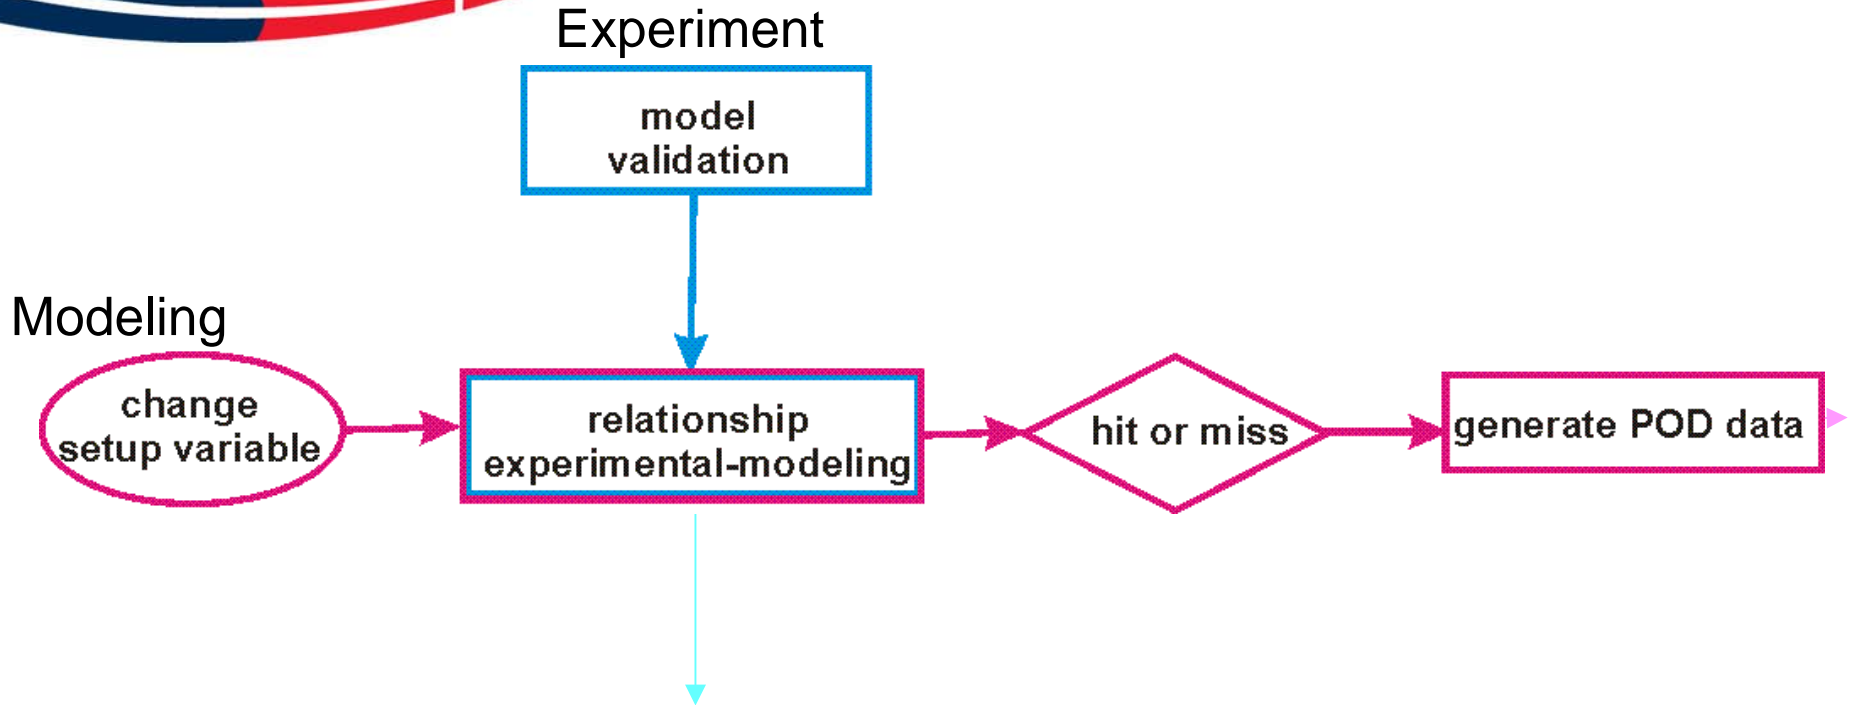 Experiment
model
validation
Modeling
change
setup variable
relationship
experimental-modeling
hit or miss
generate POD data